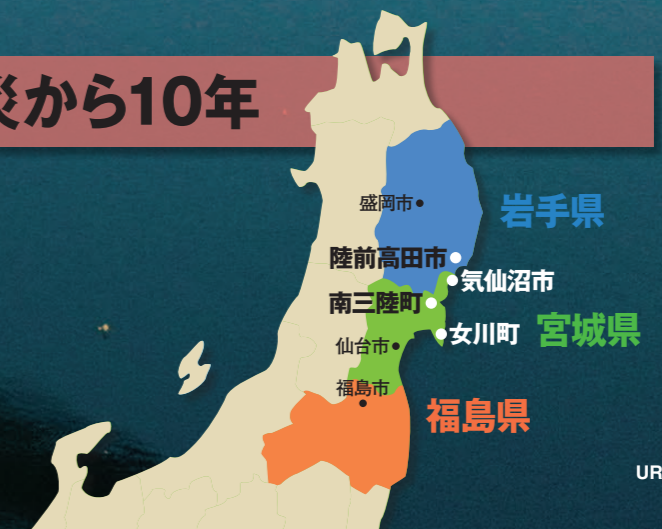 災から10年
盛岡市
岩手県
陸前高田市
気仙沼市
南三陸町
女川町
宮城県
仙台市
福島市
福島県
UR